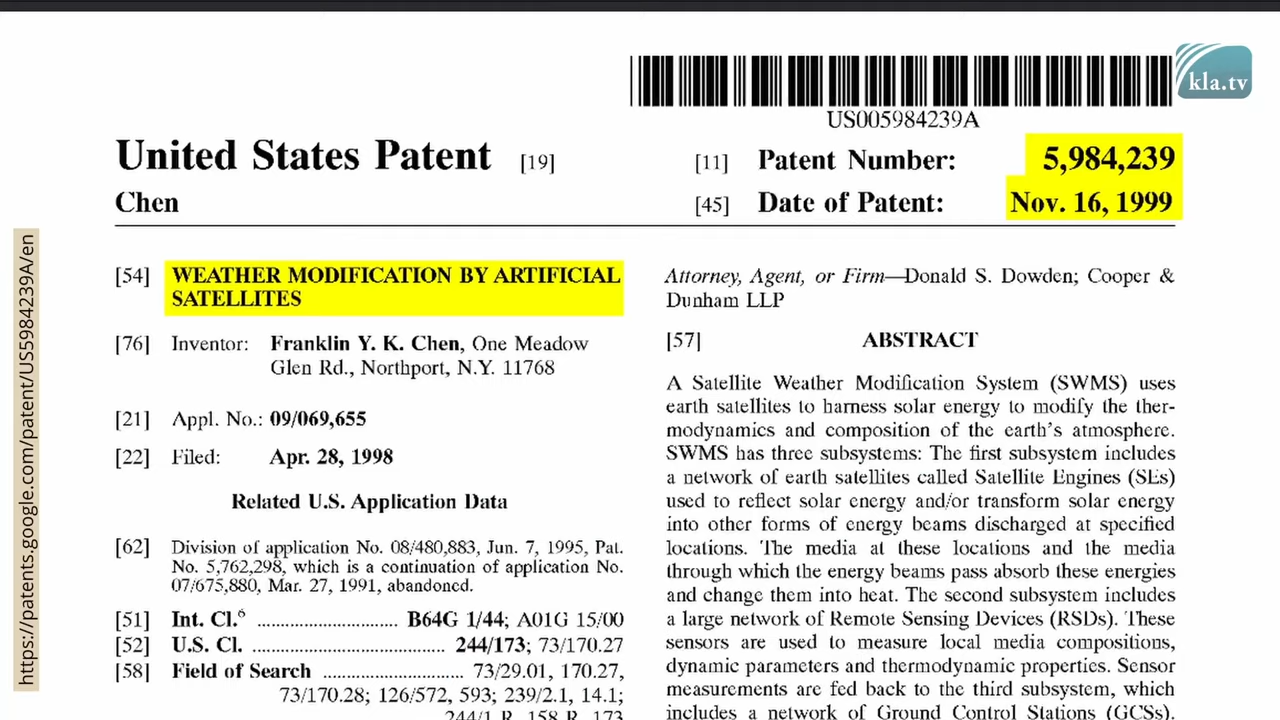 kla.tv
US005984239A
United States Patent [19]
Chen
[11] Patent Number: 5,984,239
[45] Date of Patent: Nov. 16, 1999
https://patents.google.com/patent/US5984239A/en
[54] WEATHER MODIFICATION BY ARTIFICIAL
SATELLITES
[76] Inventor: Franklin Y. K. Chen, One Meadow
Glen Rd., Northport, N.Y. 11768
[21] Appl. No.: 09/069,655
[22] Filed: Apr. 28, 1998
Related U.S. Application Data
[62] Division of application No. 08/480,883, Jun. 7, 1995, Pat.
No. 5,762,298, which is a continuation of application No.
07/675,880, Mar. 27, 1991, abandoned.
[51] Int. Cl.6 ................................ B64G 1/44; A01G 15/00
[52] U.S. Cl. ............................................ 244/173; 73/170.27
[58] Field of Search ................................ 73/29.01, 170.27,
73/170.28; 126/572, 593; 239/2.1, 14.1;
244/1 R, 158 R, 173
Attorney, Agent, or Firm—Donald S. Dowden; Cooper &
Dunham LLP
[57] ABSTRACT
A Satellite Weather Modification System (SWMS) uses
earth satellites to harness solar energy to modify the ther-
modynamics and composition of the earth's atmosphere.
SWMS has three subsystems: The first subsystem includes
a network of earth satellites called Satellite Engines (SEs)
used to reflect solar energy and/or transform solar energy
into other forms of energy beams discharged at specified
locations. The media at these locations and the media
through which the energy beams pass absorb these energies
and change them into heat. The second subsystem includes
a large network of Remote Sensing Devices (RSDs). These
sensors are used to measure local media compositions,
dynamic parameters and thermodynamic properties. Sensor
measurements are fed back to the third subsystem, which
includes a network of Ground Control Stations (GCSs).